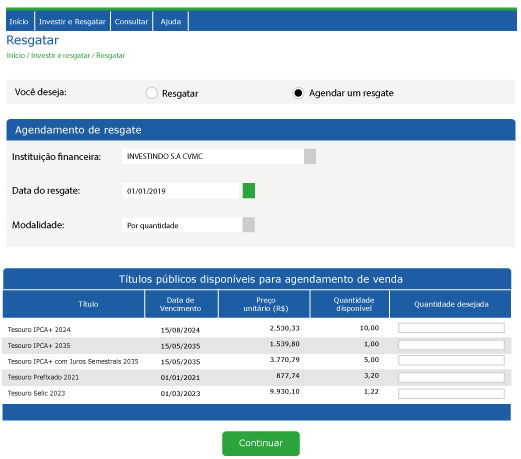 Início Investir e Resgatar Consultar Ajuda
Resgatar
Início / Investir e resgatar / Resgatar
Você deseja: Resgatar Agendar um resgate
Agendamento de resgate
Instituição financeira: INVESTINDO S.A CVMC
Data do resgate: 01/01/2019
Modalidade: Por quantidade
Títulos públicos disponíveis para agendamento de venda
Título Data de Vencimento Preço unitário (R$) Quantidade disponível Quantidade desejada
Tesouro IPCA+ 2024 15/08/2024 2.530,33 10,00
Tesouro IPCA+ 2035 15/05/2035 1.539,80 1,00
Tesouro IPCA+ com Juros Semestrais 2035 15/05/2035 3.770,79 5,00
Tesouro Prefixado 2021 01/01/2021 877,74 3,20
Tesouro Selic 2023 01/03/2023 9.930,10 1,22
Continuar